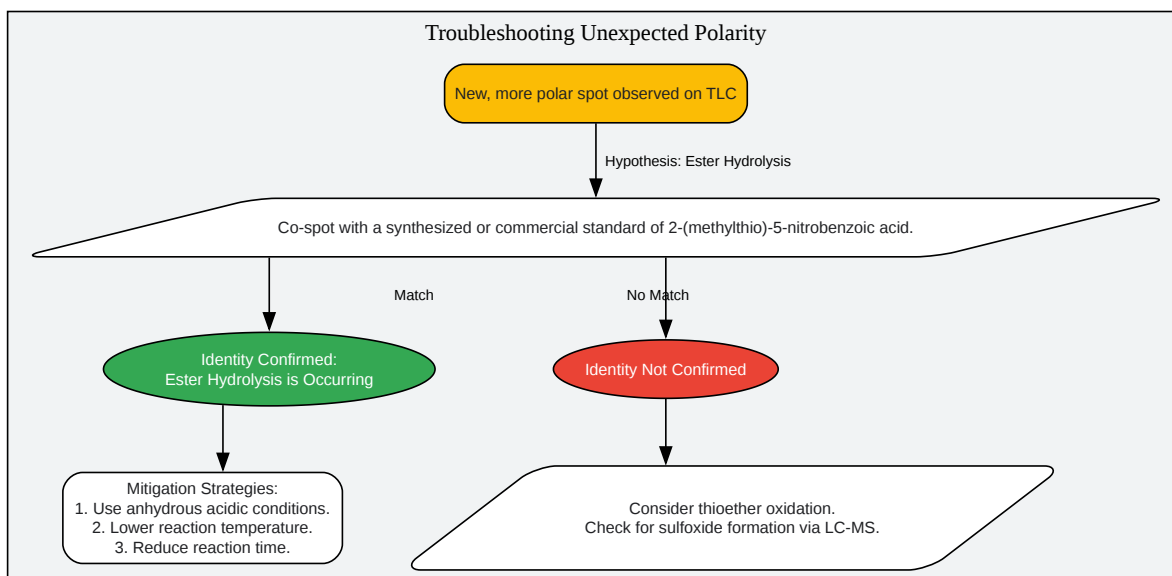 Troubleshooting Unexpected Polarity
New, more polar spot observed on TLC
Hypothesis: Ester Hydrolysis
Co-spot with a synthesized or commercial standard of 2-(methylthio)-5-nitrobenzoic acid.
Match
No Match
Identity Confirmed:
Ester Hydrolysis is Occurring
Identity Not Confirmed
Mitigation Strategies:
1. Use anhydrous acidic conditions.
2. Lower reaction temperature.
3. Reduce reaction time.
Consider thioether oxidation.
Check for sulfoxide formation via LC-MS.